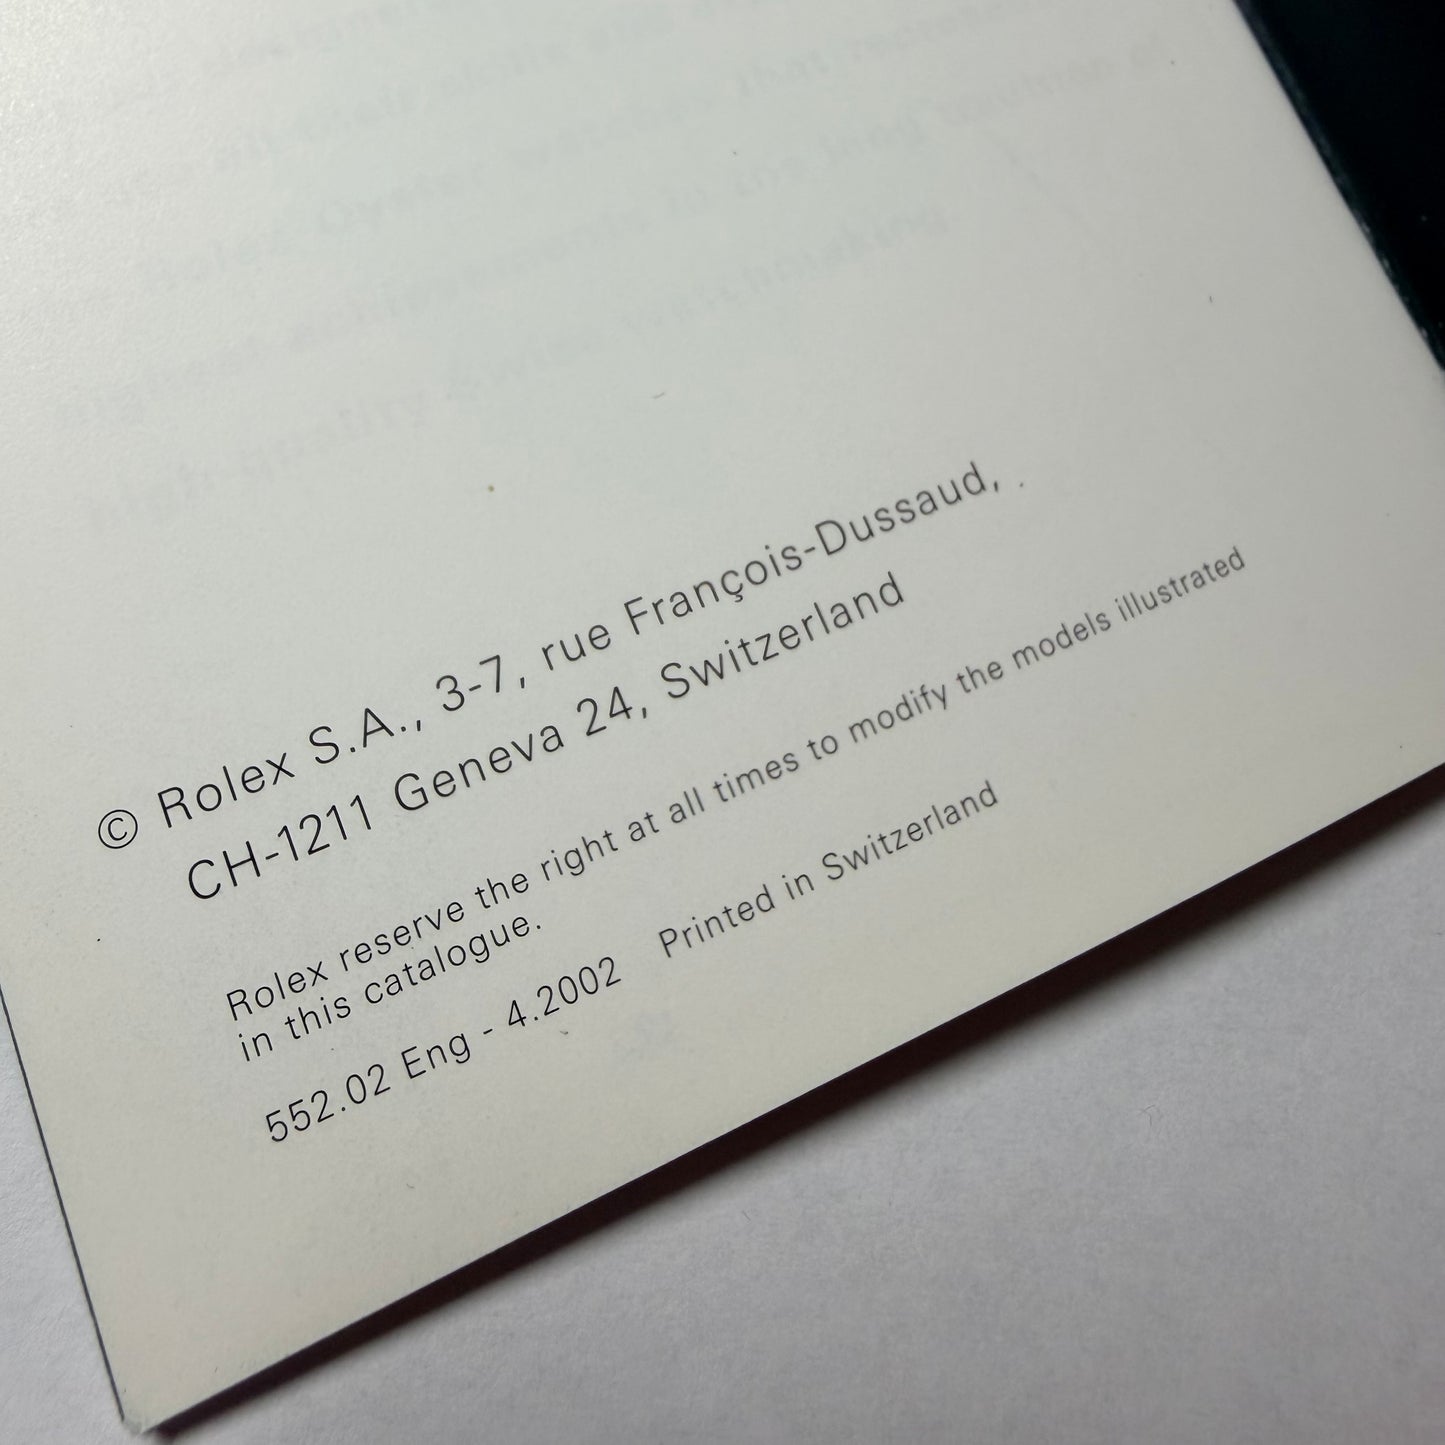 © Rolex S.A., 3-7, rue François-Dussaud,
CH-1211 Geneva 24, Switzerland
Rolex reserve the right at all times to modify the models illustrated
in this catalogue.
552.02 Eng - 4.2002 Printed in Switzerland